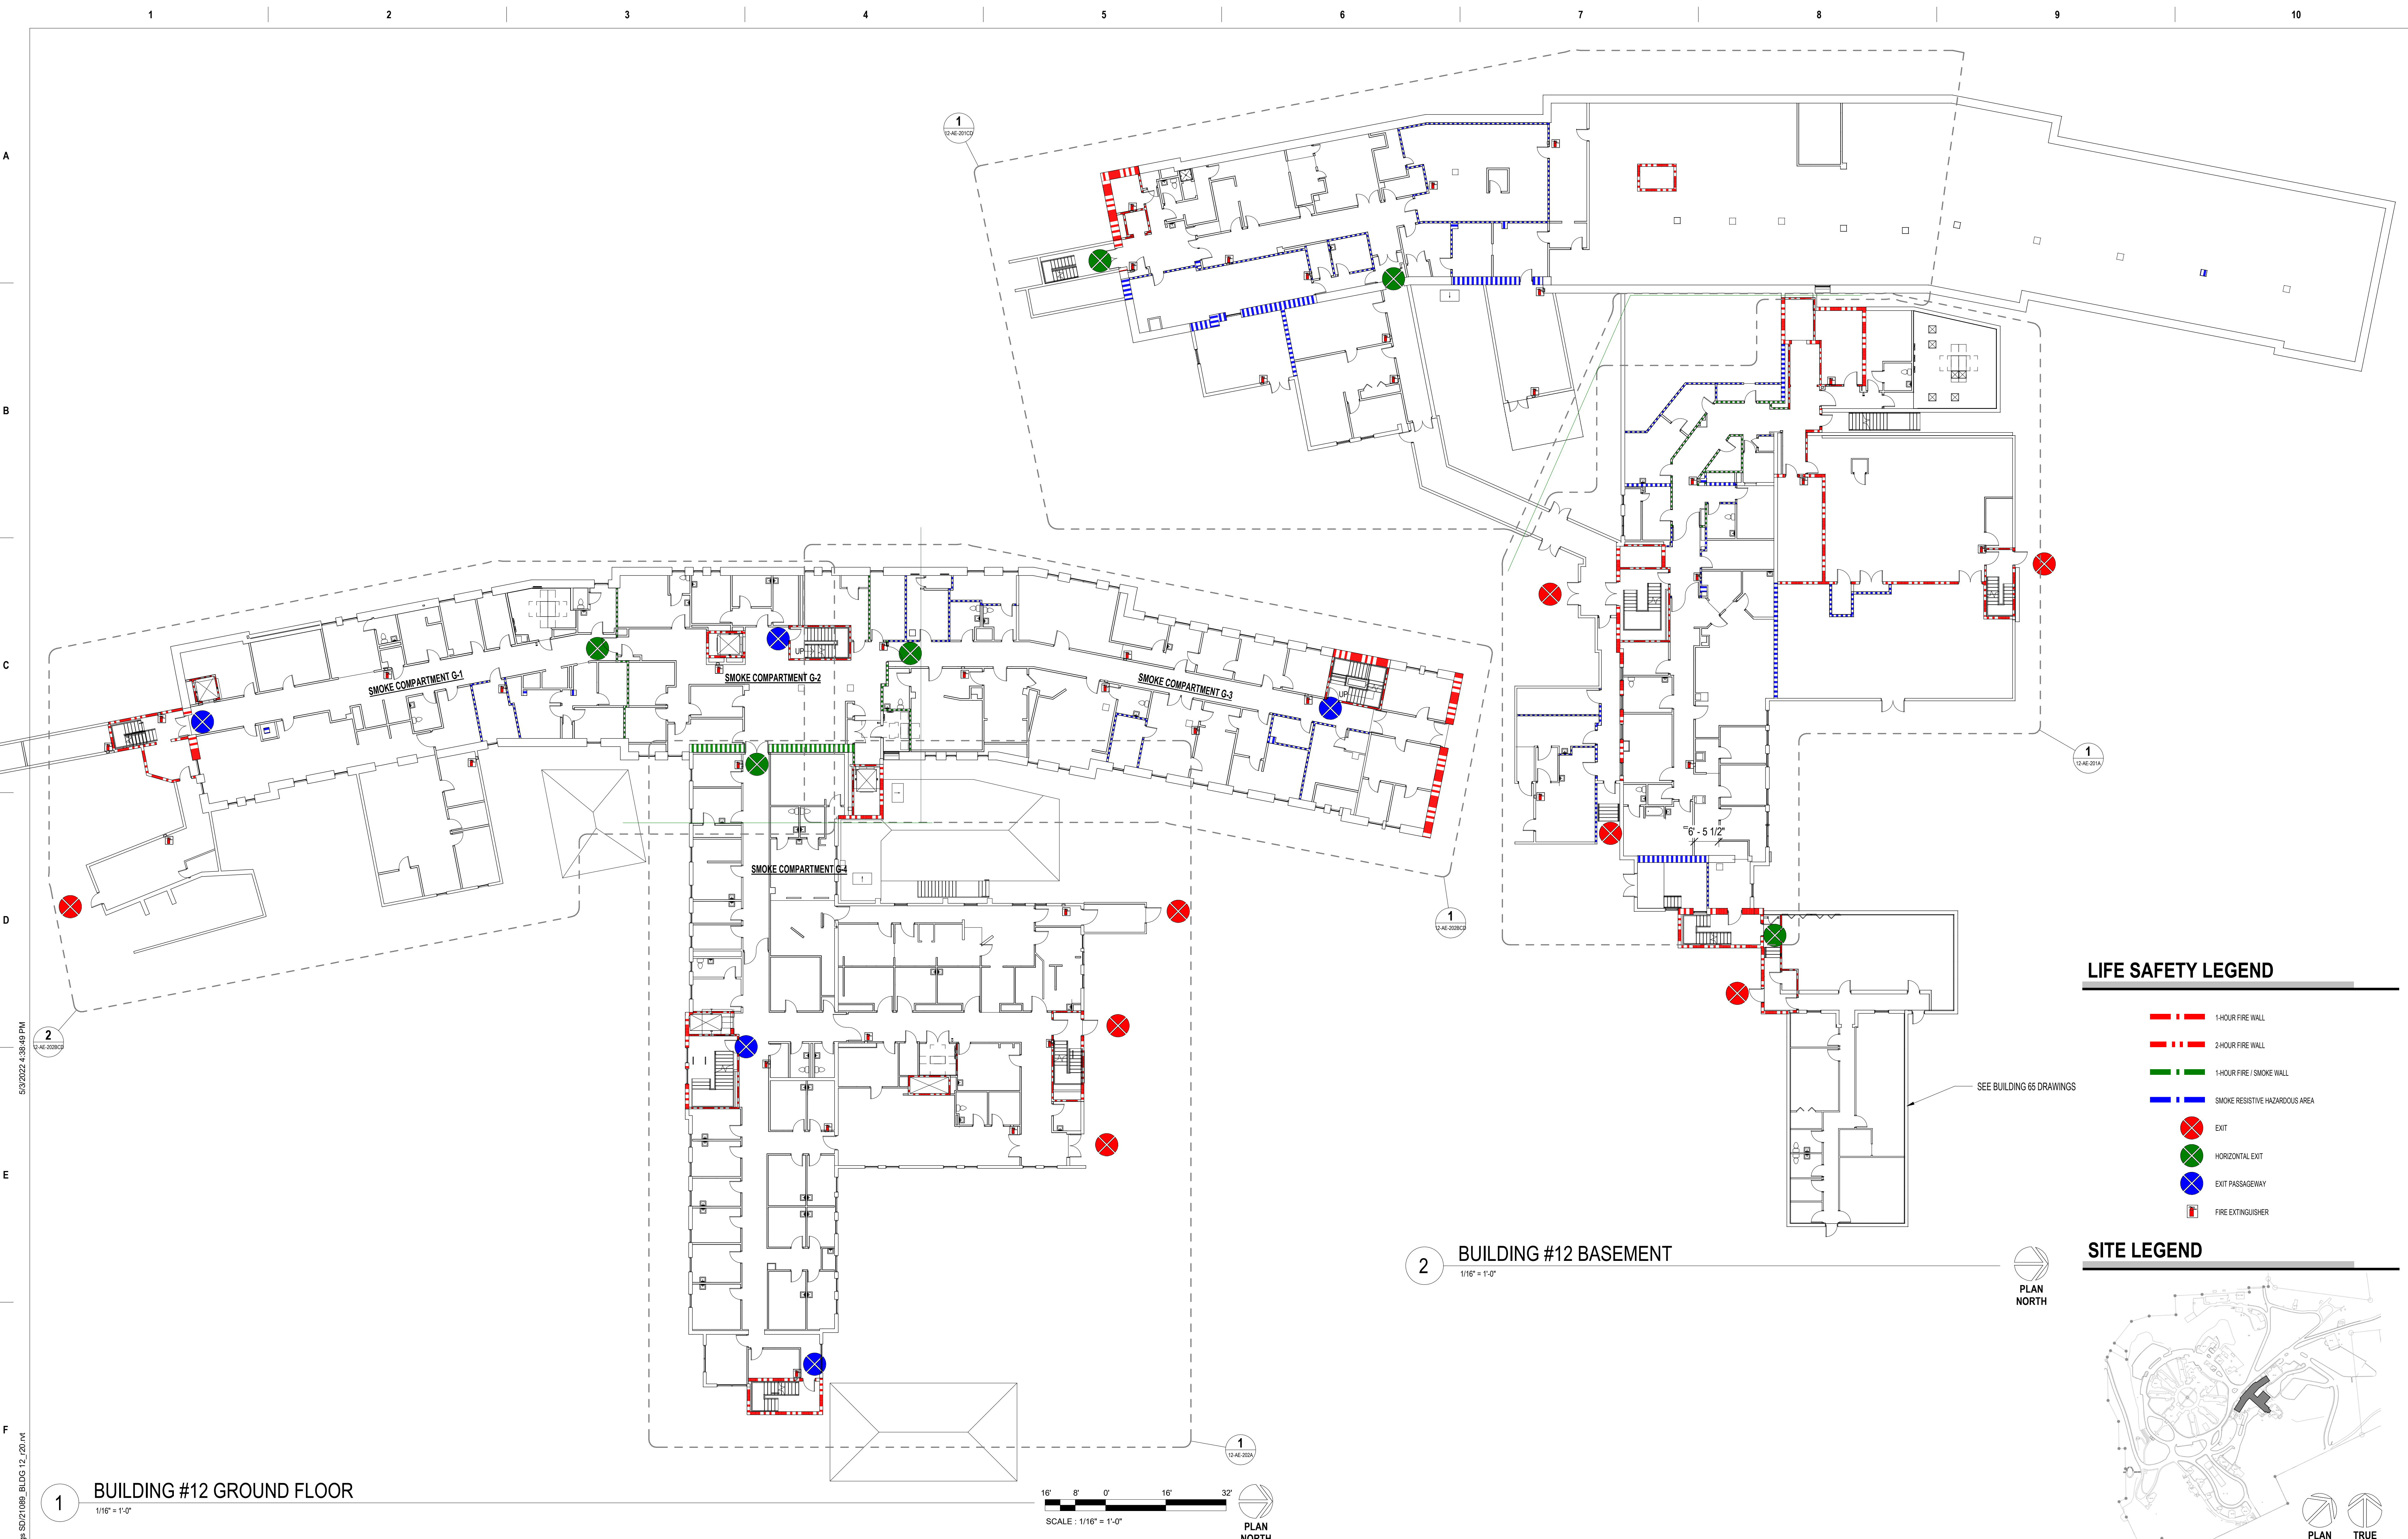 1 2 3 4 5 6 7 8 9 10
A
B
C
D
E
F
1
12-AE-201CD
SMOKE COMPARTMENT G-1
UP
SMOKE COMPARTMENT G-2
SMOKE COMPARTMENT G-3
UP
SMOKE COMPARTMENT G-4
1
12-AE-201A
6' - 5 1/2"
1
12-AE-202BCD
2
12-AE-202BCD
1
12-AE-202A
SEE BUILDING 65 DRAWINGS
LIFE SAFETY LEGEND
1-HOUR FIRE WALL
2-HOUR FIRE WALL
1-HOUR FIRE / SMOKE WALL
SMOKE RESISTIVE HAZARDOUS AREA
EXIT
HORIZONTAL EXIT
EXIT PASSAGEWAY
FIRE EXTINGUISHER
SITE LEGEND
PLAN
TRUE
2
BUILDING #12 BASEMENT
1/16" = 1'-0"
PLAN
NORTH
1
BUILDING #12 GROUND FLOOR
1/16" = 1'-0"
16' 8' 0' 16' 32'
SCALE : 1/16" = 1'-0"
PLAN
NORTH
5/3/2022 4:38:49 PM
SD/21089_BLDG 12_r20.rvt